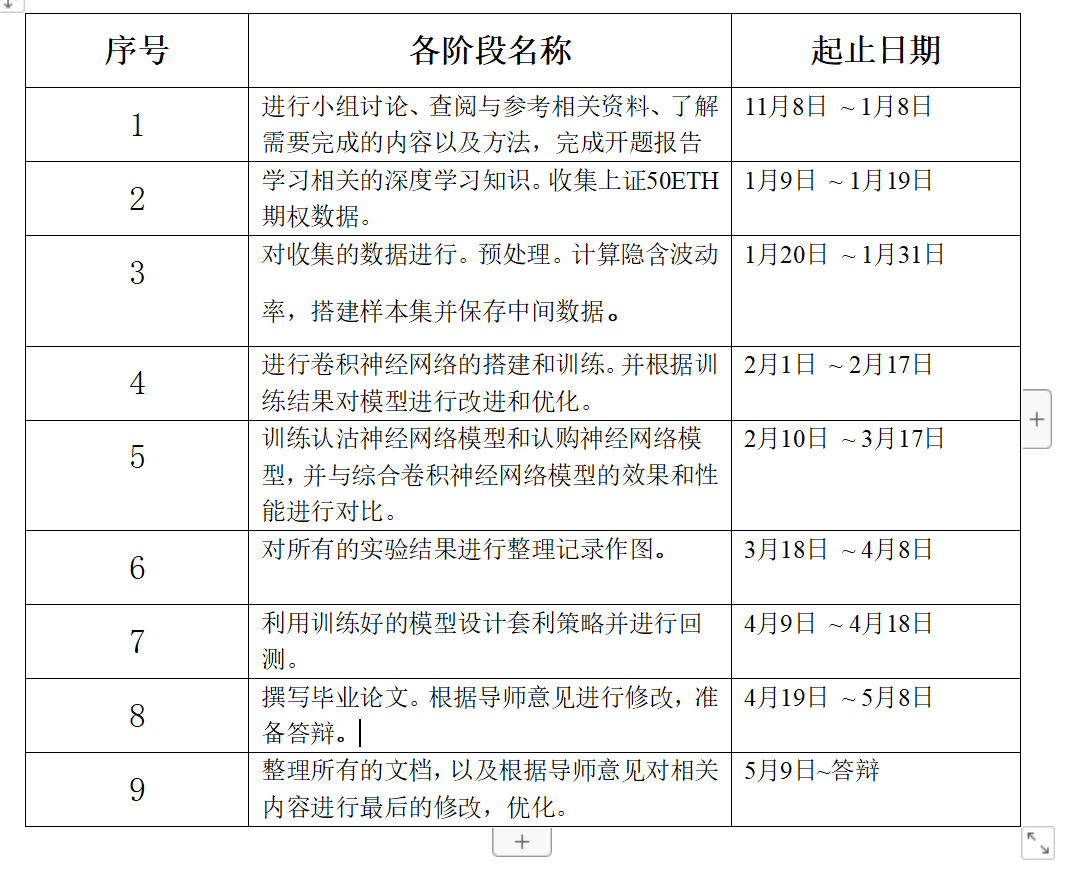 序号 各阶段名称 起止日期
1 进行小组讨论、查阅与参考相关资料、了解 11月8日 ~ 1月8日
需要完成的内容以及方法，完成开题报告
2 学习相关的深度学习知识。收集上证50ETH 1月9日 ~ 1月19日
期权数据。
3 对收集的数据进行。预处理。计算隐含波动 1月20日 ~ 1月31日
率，搭建样本集并保存中间数据。
4 进行卷积神经网络的搭建和训练。并根据训 2月1日 ~ 2月17日
练结果对模型进行改进和优化。
5 训练认沽神经网络模型和认购神经网络模 2月10日 ~ 3月17日
型，并与综合卷积神经网络模型的效果和性
能进行对比。
6 对所有的实验结果进行整理记录作图。 3月18日 ~ 4月8日
7 利用训练好的模型设计套利策略并进行回 4月9日 ~ 4月18日
测。
8 撰写毕业论文。根据导师意见进行修改，准 4月19日 ~ 5月8日
备答辩。
9 整理所有的文档，以及根据导师意见对相关 5月9日~答辩
内容进行最后的修改，优化。